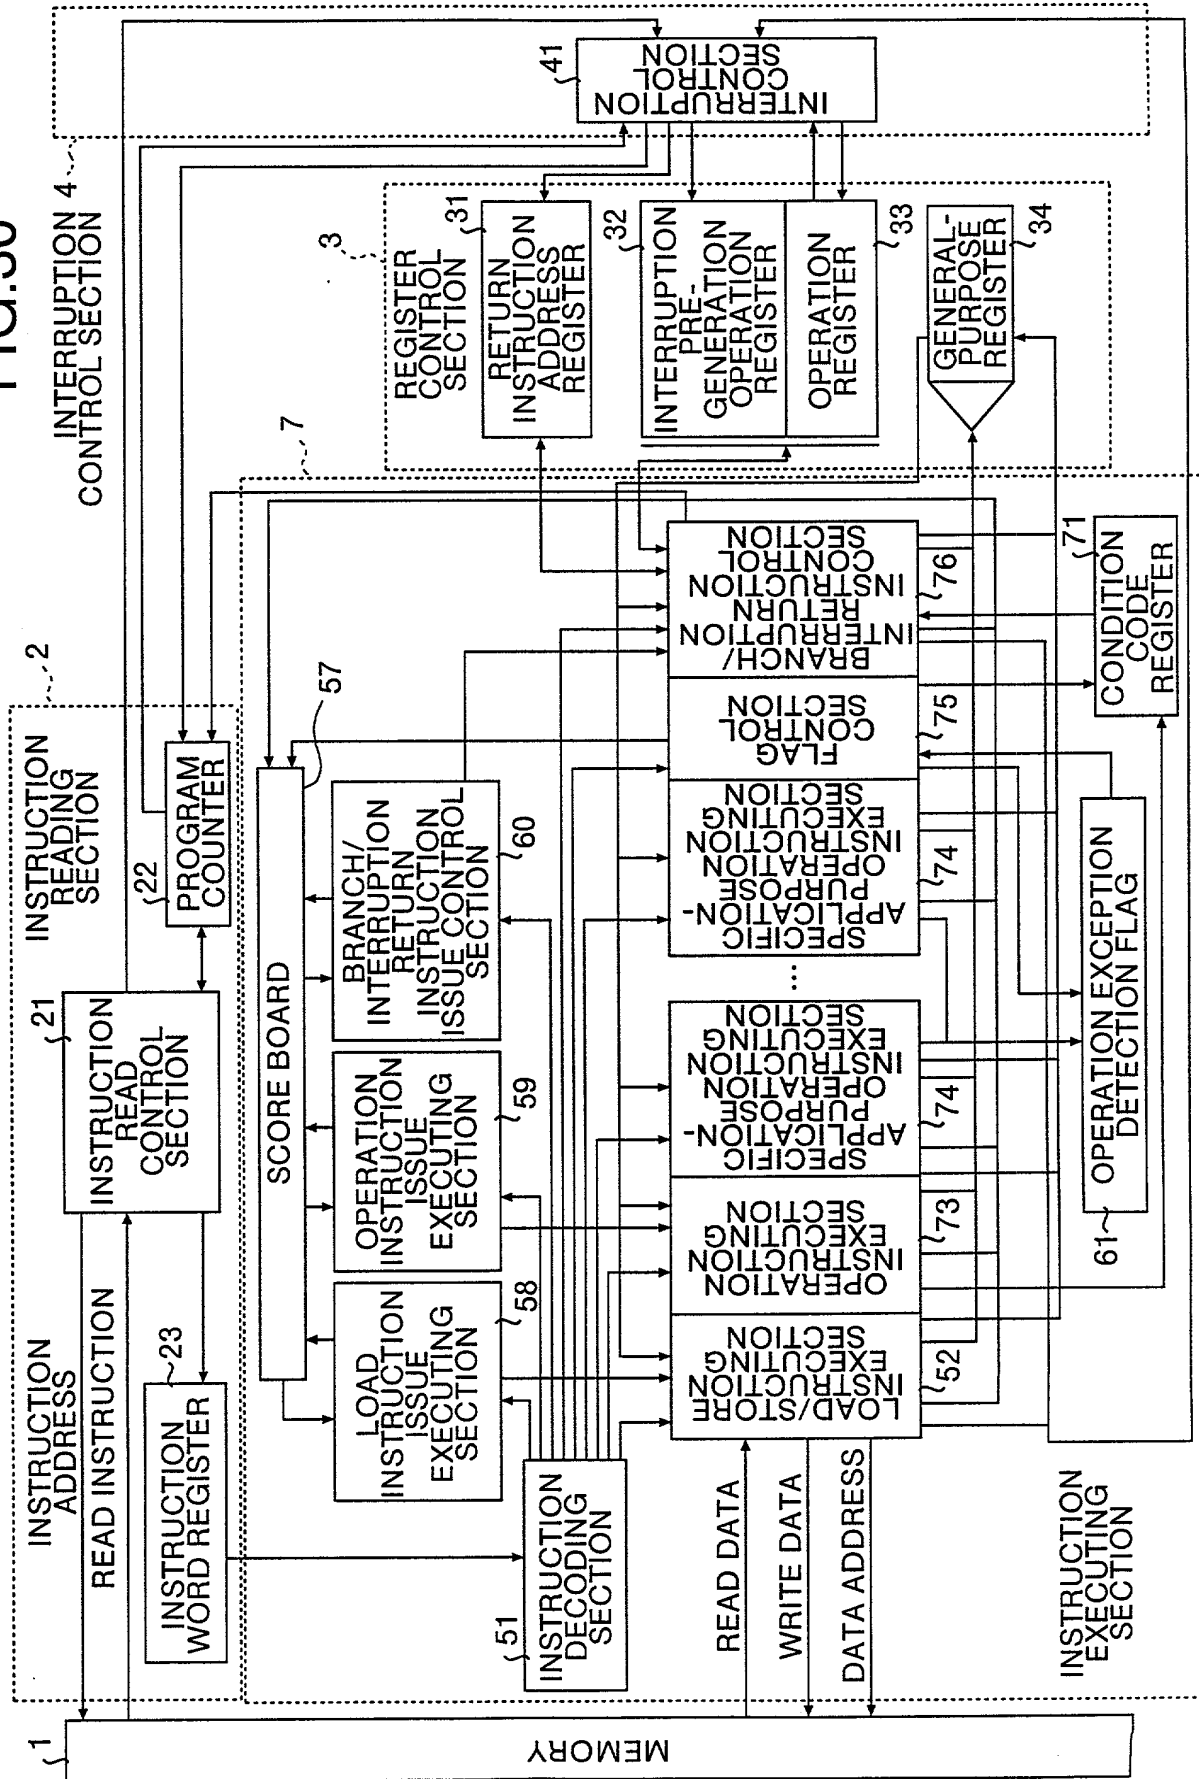 FIG.30
INTERRUPTION 4
CONTROL SECTION
41
INTERRUPTION
CONTROL
SECTION
3
REGISTER
CONTROL
SECTION
31
RETURN
INSTRUCTION
ADDRESS
REGISTER
32
INTERRUPTION
PRE-
GENERATION
OPERATION
REGISTER
OPERATION
REGISTER
33
GENERAL-
PURPOSE
REGISTER
34
2
INSTRUCTION
READING
SECTION
INSTRUCTION
ADDRESS
READ INSTRUCTION
21
INSTRUCTION
READ
CONTROL
SECTION
22
PROGRAM
COUNTER
23
INSTRUCTION
WORD REGISTER
7
57
SCORE BOARD
LOAD
INSTRUCTION
ISSUE
EXECUTING
SECTION
58
OPERATION
INSTRUCTION
ISSUE
EXECUTING
SECTION
59
BRANCH/
INTERRUPTION
RETURN
INSTRUCTION
ISSUE CONTROL
SECTION
60
51
INSTRUCTION
DECODING
SECTION
LOAD/STORE
INSTRUCTION
EXECUTING
SECTION
52
OPERATION
INSTRUCTION
EXECUTING
SECTION
73
SPECIFIC
APPLICATION-
PURPOSE
OPERATION
INSTRUCTION
EXECUTING
SECTION
74
...
SPECIFIC
APPLICATION-
PURPOSE
OPERATION
INSTRUCTION
EXECUTING
SECTION
74
FLAG
CONTROL
SECTION
75
BRANCH/
INTERRUPTION
RETURN
INSTRUCTION
CONTROL
SECTION
76
71
CONDITION
CODE
REGISTER
61
OPERATION EXCEPTION
DETECTION FLAG
READ DATA
WRITE DATA
DATA ADDRESS
INSTRUCTION
EXECUTING
SECTION
1
MEMORY